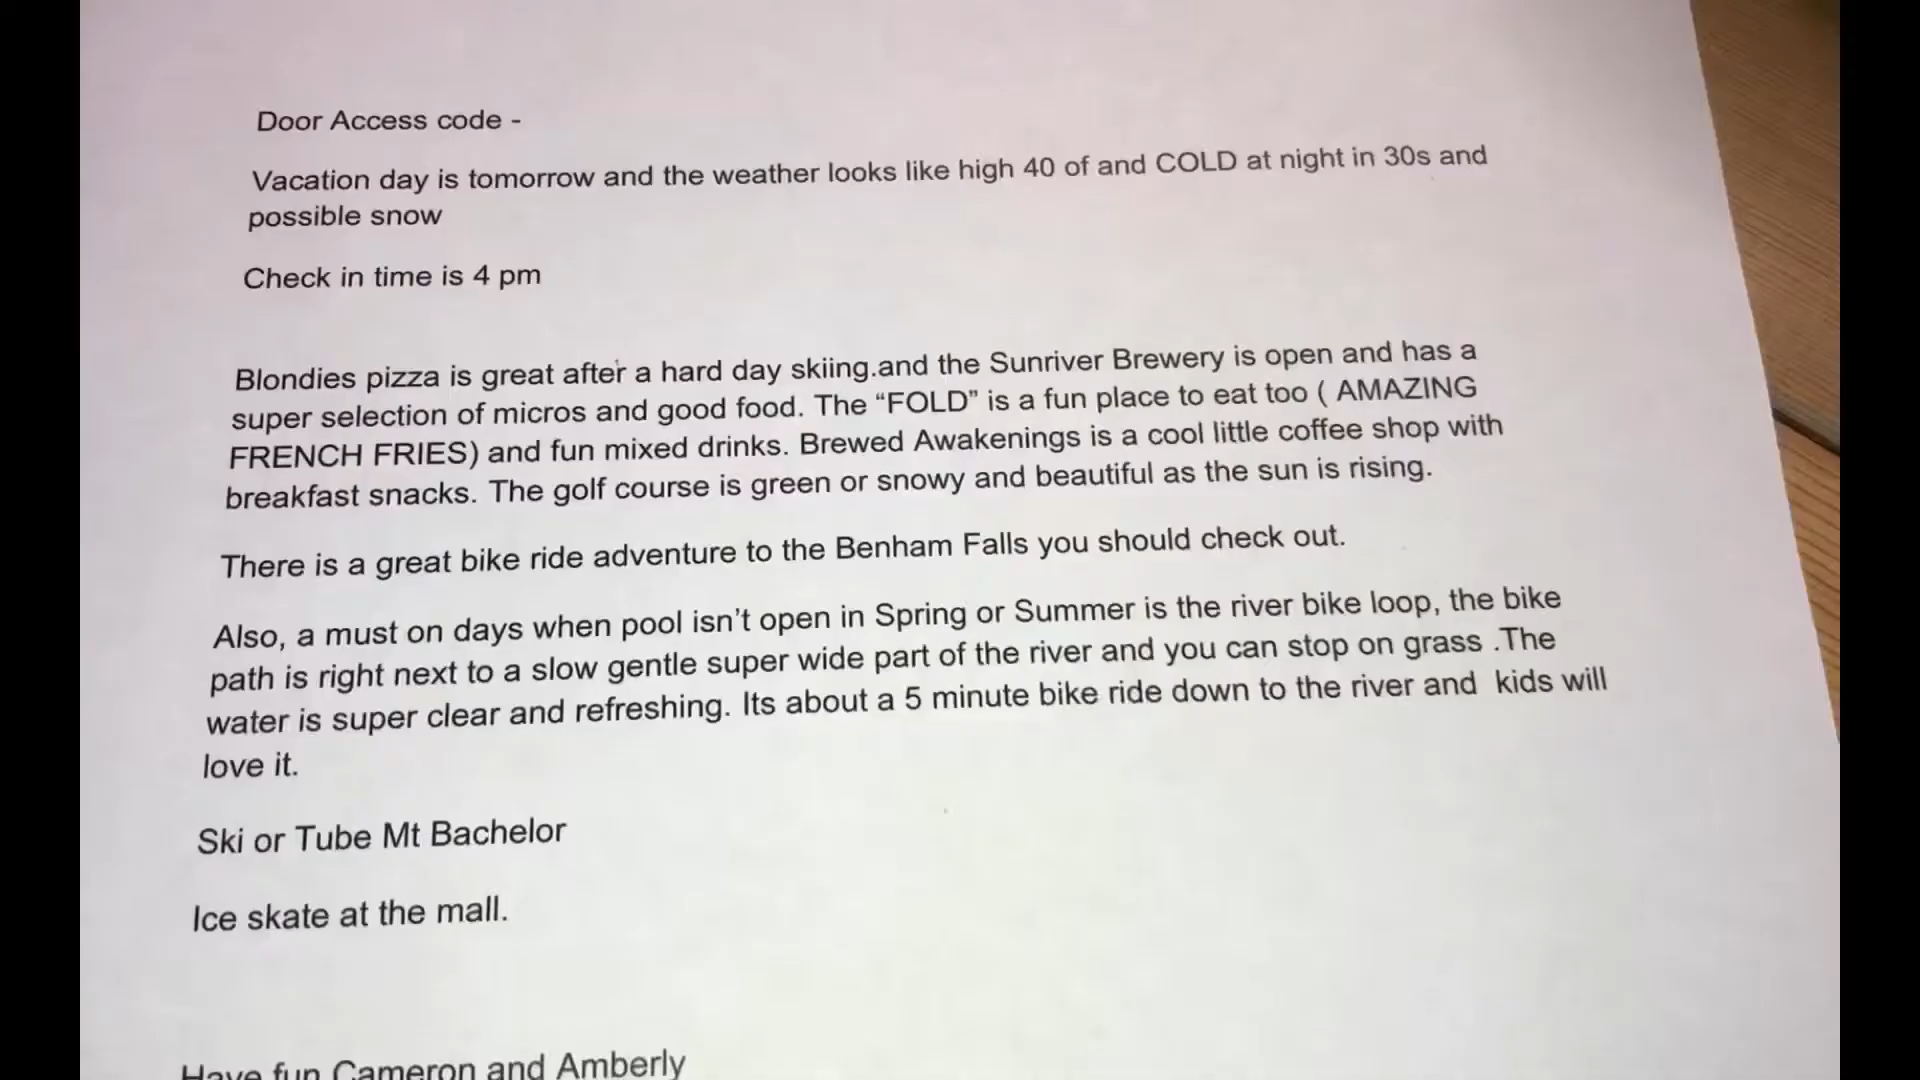 Door Access code -
Vacation day is tomorrow and the weather looks like high 40 of and COLD at night in 30s and
possible snow
Check in time is 4 pm
Blondies pizza is great after a hard day skiing.and the Sunriver Brewery is open and has a
super selection of micros and good food. The “FOLD” is a fun place to eat too ( AMAZING
FRENCH FRIES) and fun mixed drinks. Brewed Awakenings is a cool little coffee shop with
breakfast snacks. The golf course is green or snowy and beautiful as the sun is rising.
There is a great bike ride adventure to the Benham Falls you should check out.
Also, a must on days when pool isn’t open in Spring or Summer is the river bike loop, the bike
path is right next to a slow gentle super wide part of the river and you can stop on grass .The
water is super clear and refreshing. Its about a 5 minute bike ride down to the river and  kids will
love it.
Ski or Tube Mt Bachelor
Ice skate at the mall.
Have fun Cameron and Amberly